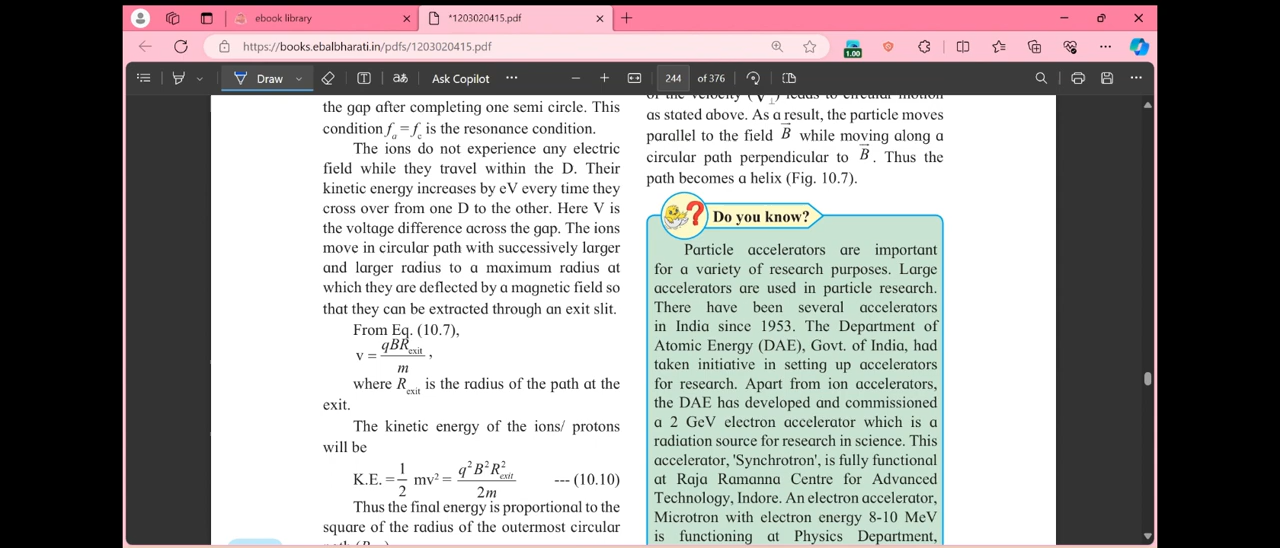 ebook library
*1203020415.pdf
https://books.ebalbharati.in/pdfs/1203020415.pdf
1.00
Draw
Ask Copilot
244 of 376
the gap after completing one semi circle. This
condition fa = fc is the resonance condition.
The ions do not experience any electric
field while they travel within the D. Their
kinetic energy increases by eV every time they
cross over from one D to the other. Here V is
the voltage difference across the gap. The ions
move in circular path with successively larger
and larger radius to a maximum radius at
which they are deflected by a magnetic field so
that they can be extracted through an exit slit.
From Eq. (10.7),
v = qBRexit / m ,
where Rexit is the radius of the path at the
exit.
The kinetic energy of the ions/ protons
will be
K.E. = 1/2 mv² = q²B²R²exit / 2m --- (10.10)
Thus the final energy is proportional to the
square of the radius of the outermost circular
of the velocity (V⊥) leads to circular motion
as stated above. As a result, the particle moves
parallel to the field B⃗ while moving along a
circular path perpendicular to B⃗. Thus the
path becomes a helix (Fig. 10.7).
Do you know?
Particle accelerators are important
for a variety of research purposes. Large
accelerators are used in particle research.
There have been several accelerators
in India since 1953. The Department of
Atomic Energy (DAE), Govt. of India, had
taken initiative in setting up accelerators
for research. Apart from ion accelerators,
the DAE has developed and commissioned
a 2 GeV electron accelerator which is a
radiation source for research in science. This
accelerator, 'Synchrotron', is fully functional
at Raja Ramanna Centre for Advanced
Technology, Indore. An electron accelerator,
Microtron with electron energy 8-10 MeV
is functioning at Physics Department,